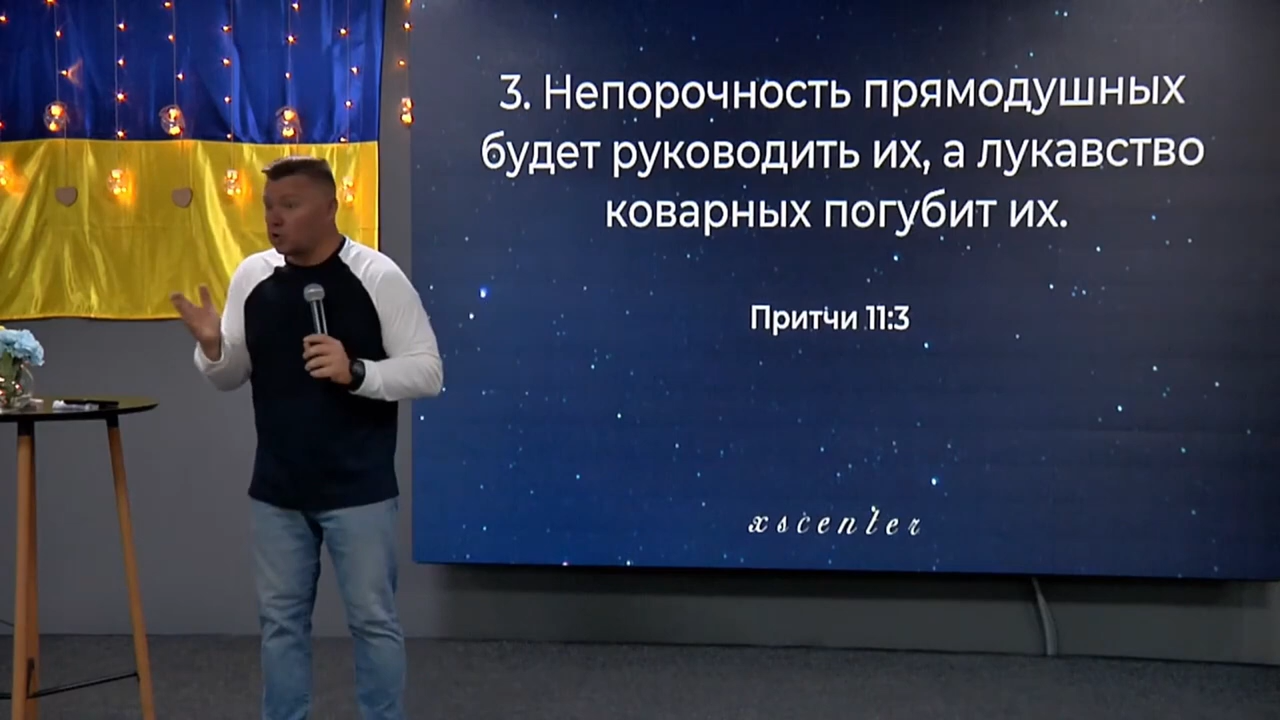 3. Непорочность прямодушных
будет руководить их, а лукавство
коварных погубит их.
Притчи 11:3
xscenter